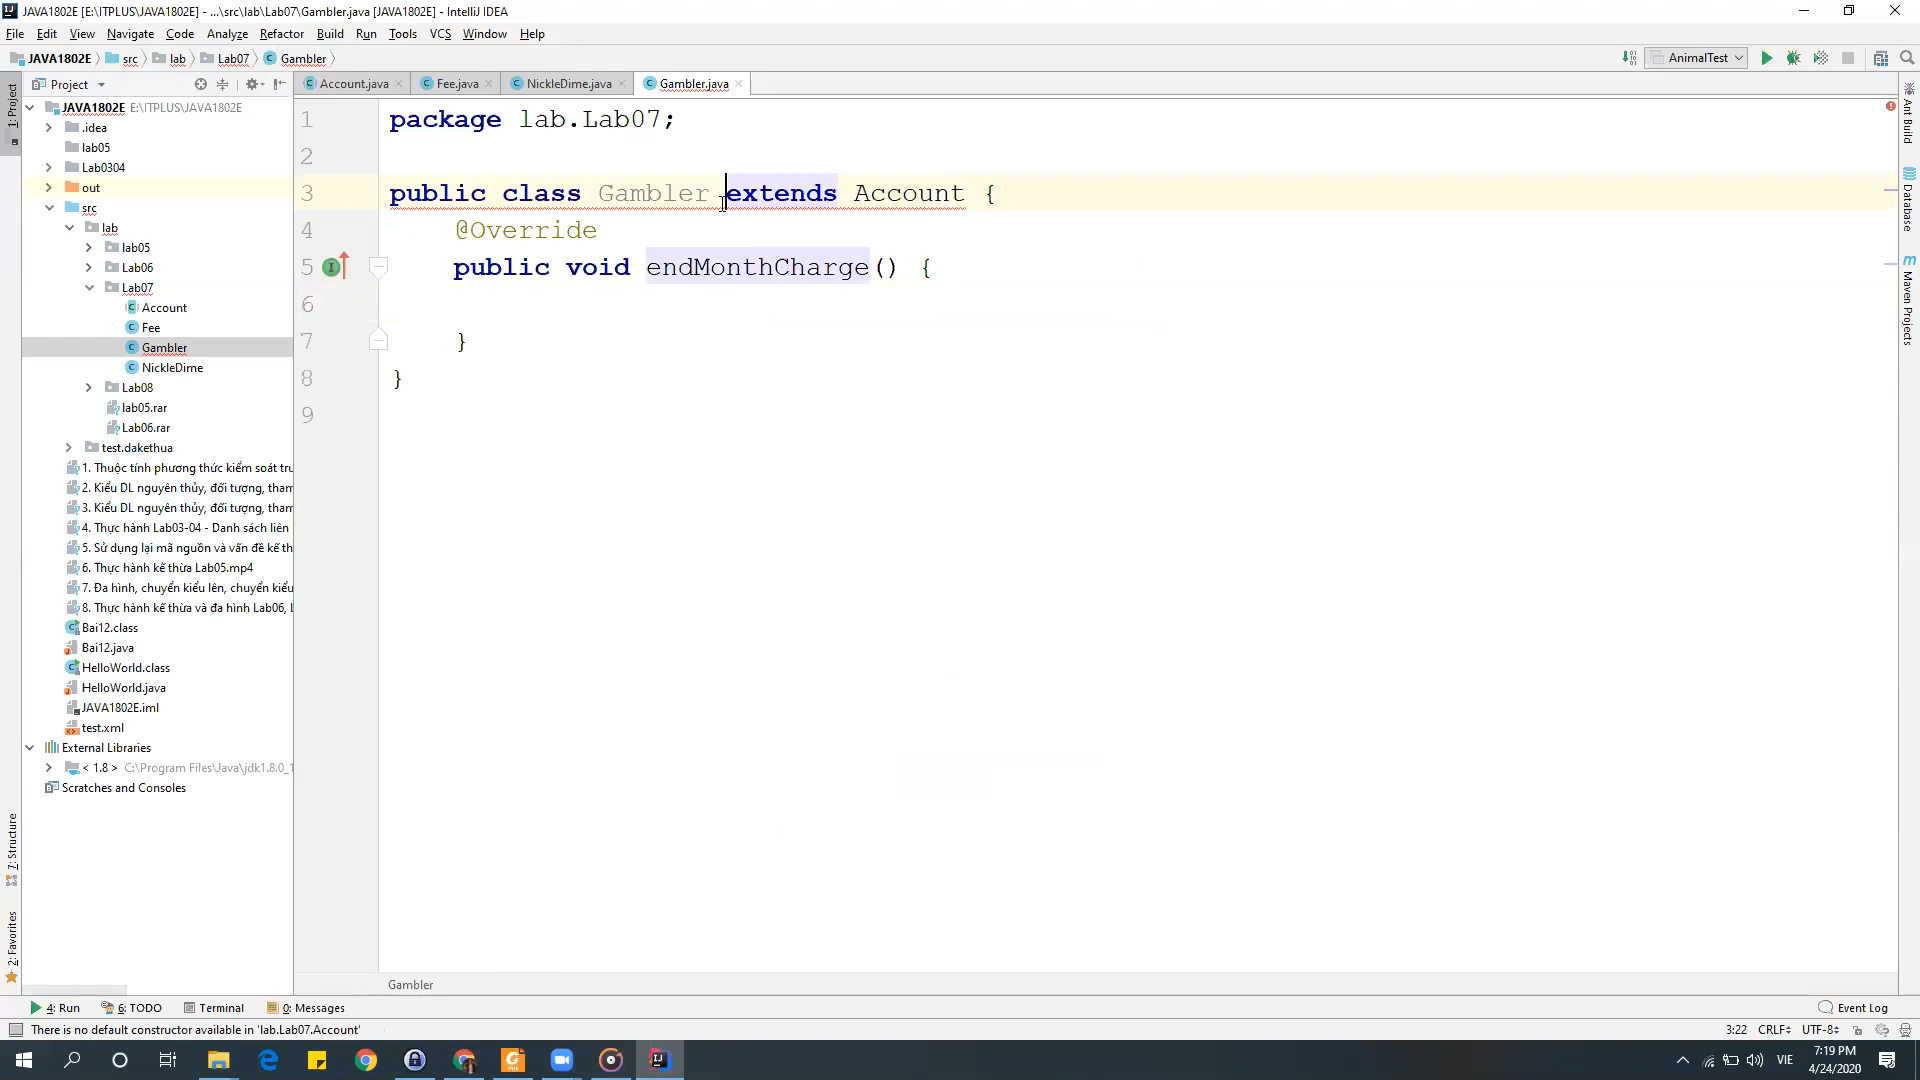 JAVA1802E [E:\ITPLUS\JAVA1802E] - ...\src\lab\Lab07\Gambler.java [JAVA1802E] - IntelliJ IDEA
File Edit View Navigate Code Analyze Refactor Build Run Tools VCS Window Help
JAVA1802E src lab Lab07 Gambler AnimalTest
Project Account.java Fee.java NickleDime.java Gambler.java
JAVA1802E E:\ITPLUS\JAVA1802E
.idea
lab05
Lab0304
out
src
lab
lab05
Lab06
Lab07
Account
Fee
Gambler
NickleDime
Lab08
lab05.rar
Lab06.rar
test.dakethua
1. Thuộc tính phương thức kiểm soát tru
2. Kiểu DL nguyên thủy, đối tượng, tham
3. Kiểu DL nguyên thủy, đối tượng, tham
4. Thực hành Lab03-04 - Danh sách liên
5. Sử dụng lại mã nguồn và vấn đề kế th
6. Thực hành kế thừa Lab05.mp4
7. Đa hình, chuyển kiểu lên, chuyển kiểu
8. Thực hành kế thừa và đa hình Lab06, L
Bai12.class
Bai12.java
HelloWorld.class
HelloWorld.java
JAVA1802E.iml
test.xml
External Libraries
< 1.8 > C:\Program Files\Java\jdk1.8.0_1
Scratches and Consoles
1 package lab.Lab07;
2
3 public class Gambler extends Account {
4 @Override
5 public void endMonthCharge() {
6
7 }
8 }
9
Gambler
1: Project
7: Structure
2: Favorites
Ant Build
Database
Maven Projects
4: Run 6: TODO Terminal 0: Messages Event Log
There is no default constructor available in 'lab.Lab07.Account' 3:22 CRLF UTF-8
VIE 7:19 PM
4/24/2020